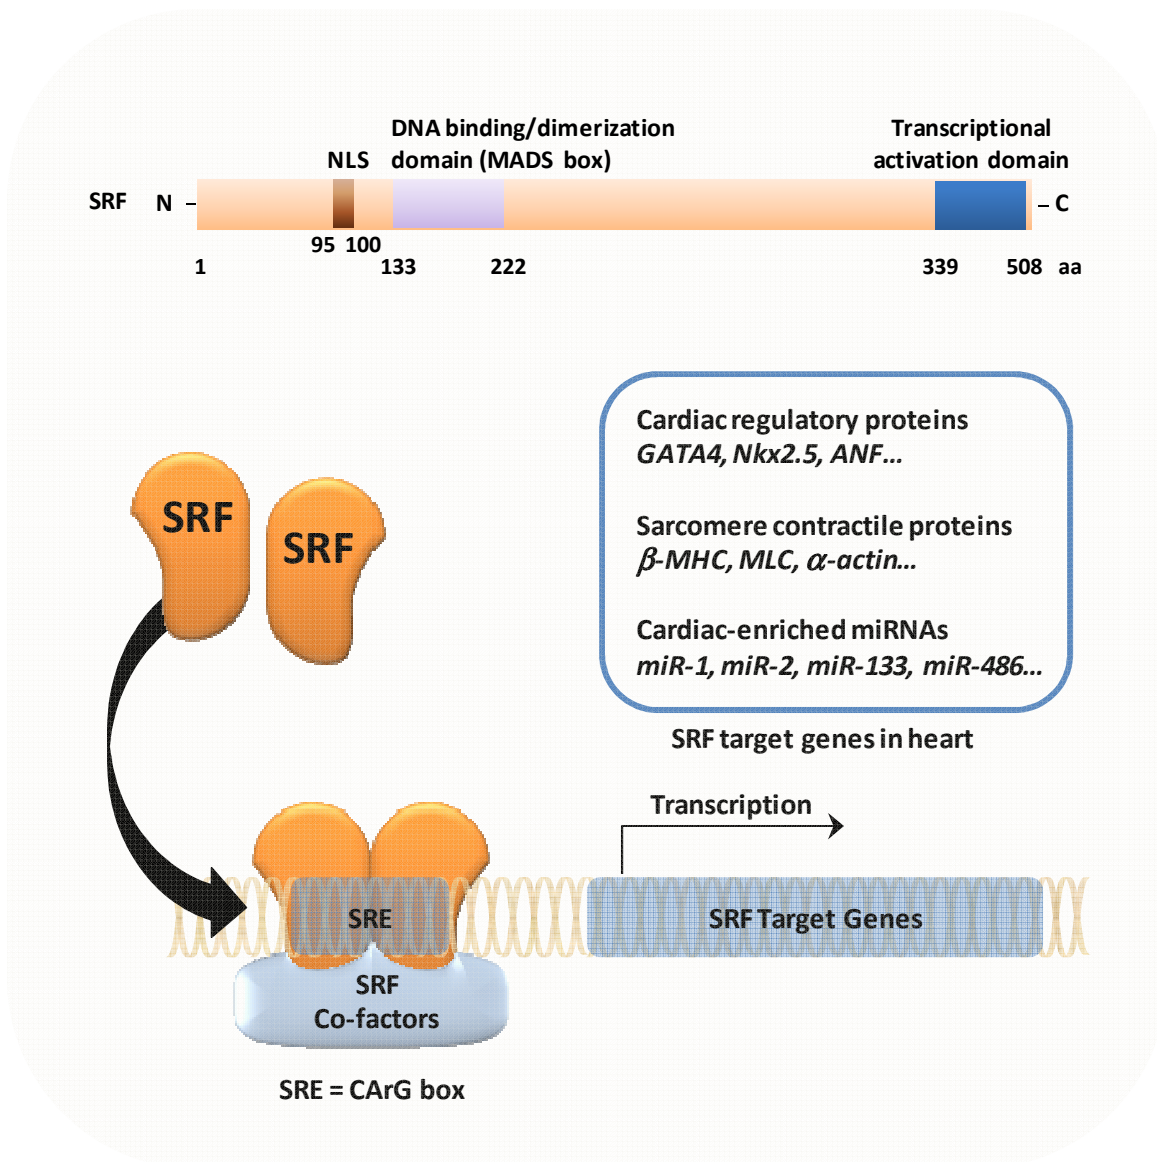 DNA binding/dimerization
domain (MADS box)
Transcriptional
activation domain
NLS
SRF N C
95 100
1 133 222 339 508 aa
Cardiac regulatory proteins
GATA4, Nkx2.5, ANF...
Sarcomere contractile proteins
β-MHC, MLC, α-actin...
Cardiac-enriched miRNAs
miR-1, miR-2, miR-133, miR-486...
SRF target genes in heart
SRF
SRF
Transcription
SRE
SRF Target Genes
SRF
Co-factors
SRE = CArG box